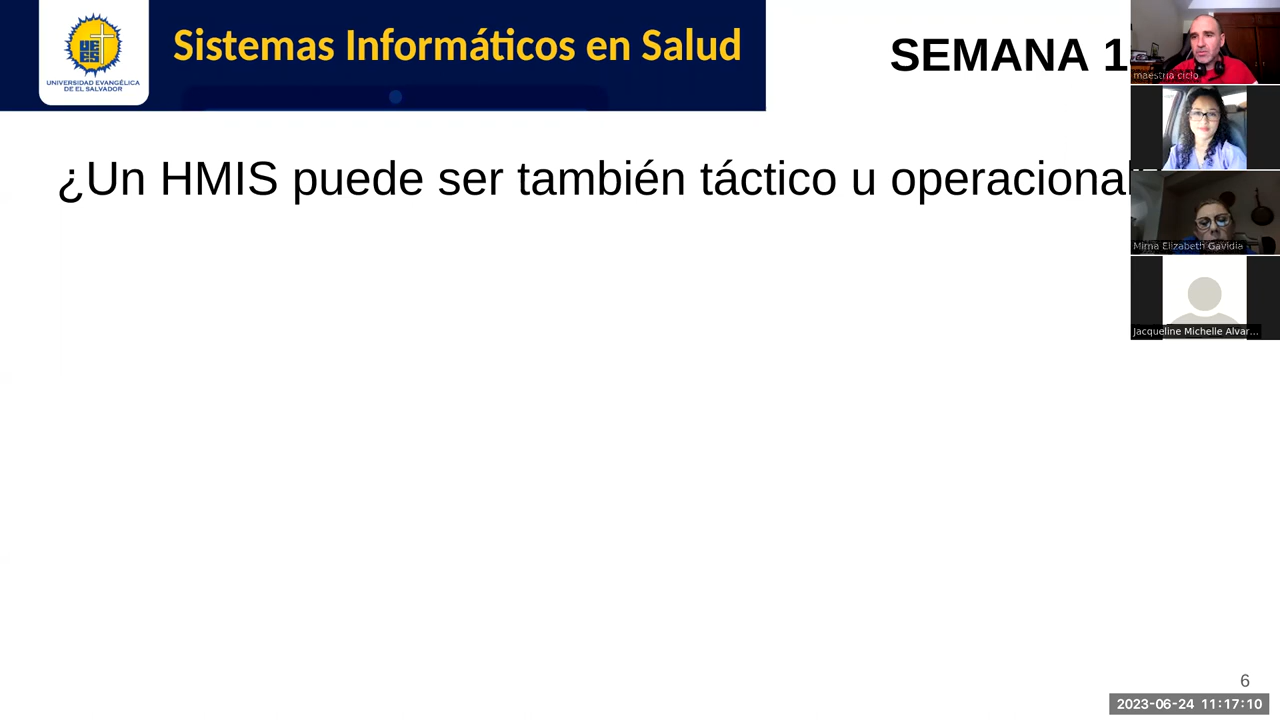 UNIVERSIDAD EVANGÉLICA
DE EL SALVADOR
Sistemas Informáticos en Salud
SEMANA 1
maestria ciclo
¿Un HMIS puede ser también táctico u operacional
Mirna Elizabeth Gavidia
Jacqueline Michelle Alvar...
6
2023-06-24 11:17:10